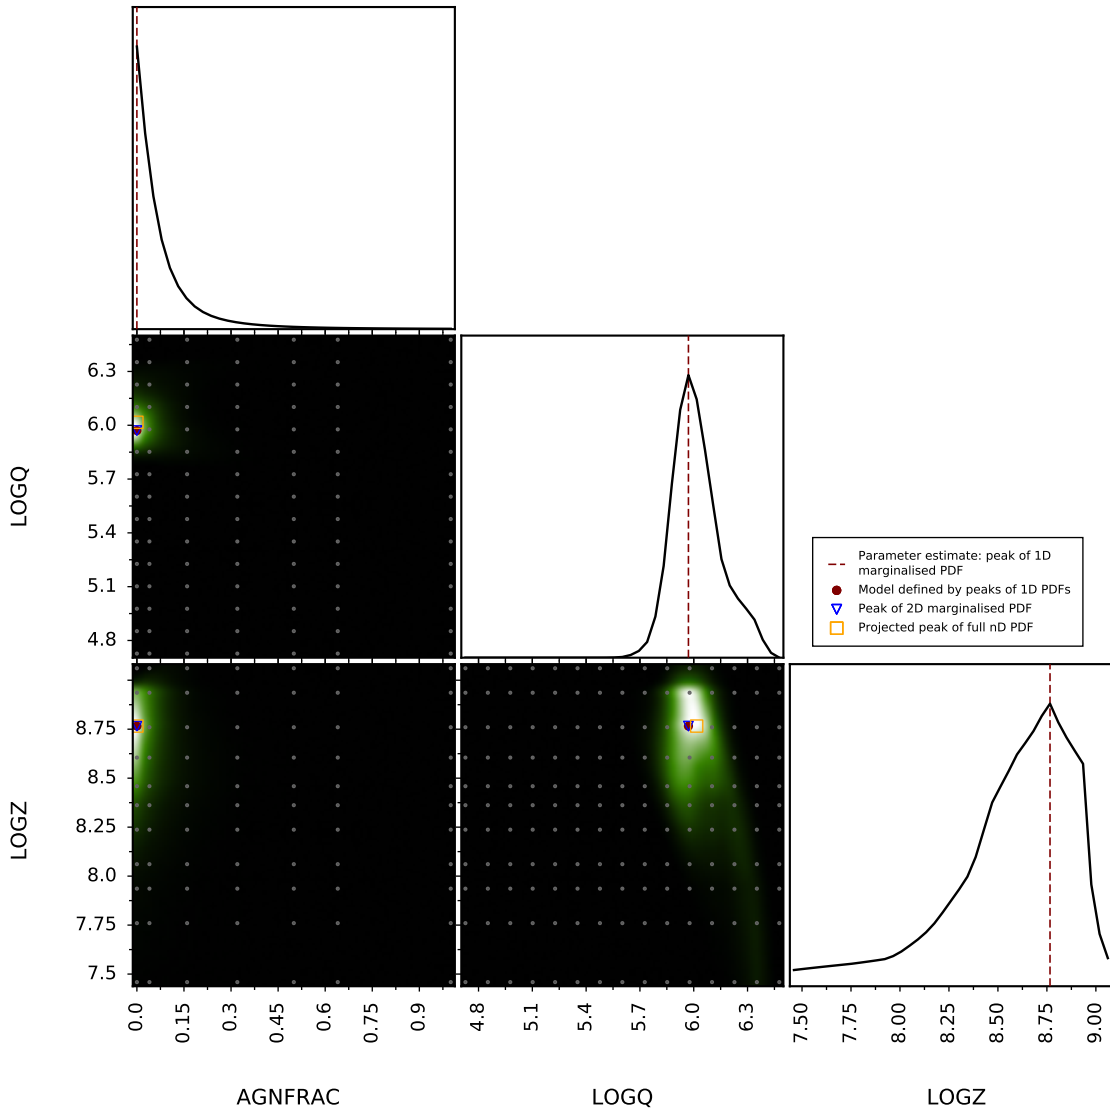 6.3
6.0
5.7
5.4
5.1
4.8
LOGQ
Parameter estimate: peak of 1D
marginalised PDF
Model defined by peaks of 1D PDFs
Peak of 2D marginalised PDF
Projected peak of full nD PDF
8.75
8.5
8.25
8.0
7.75
7.5
LOGZ
0.0 0.15 0.3 0.45 0.6 0.75 0.9
4.8 5.1 5.4 5.7 6.0 6.3
7.50 7.75 8.00 8.25 8.50 8.75 9.00
AGNFRAC LOGQ LOGZ